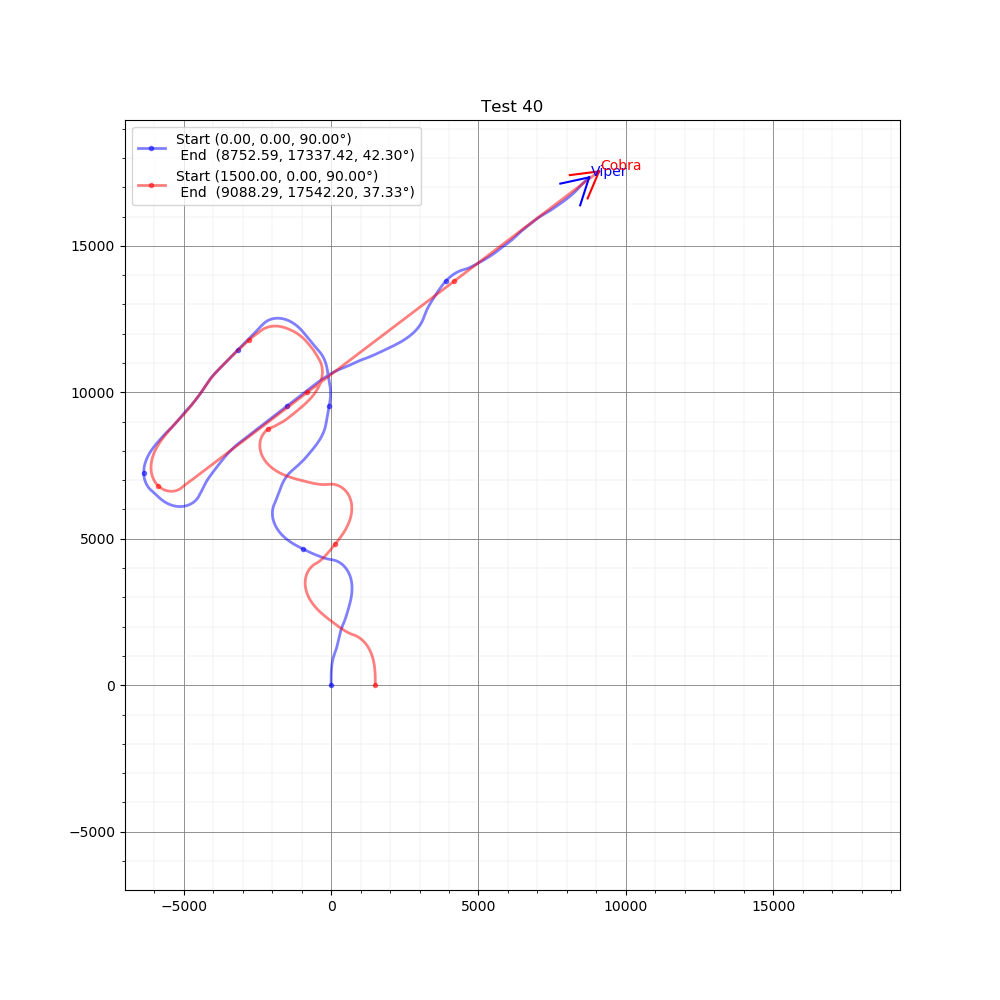 Test 40
Start (0.00, 0.00, 90.00°)
End (8752.59, 17337.42, 42.30°)
Start (1500.00, 0.00, 90.00°)
End (9088.29, 17542.20, 37.33°)
Cobra
Viper
15000
10000
5000
0
−5000
−5000
0
5000
10000
15000